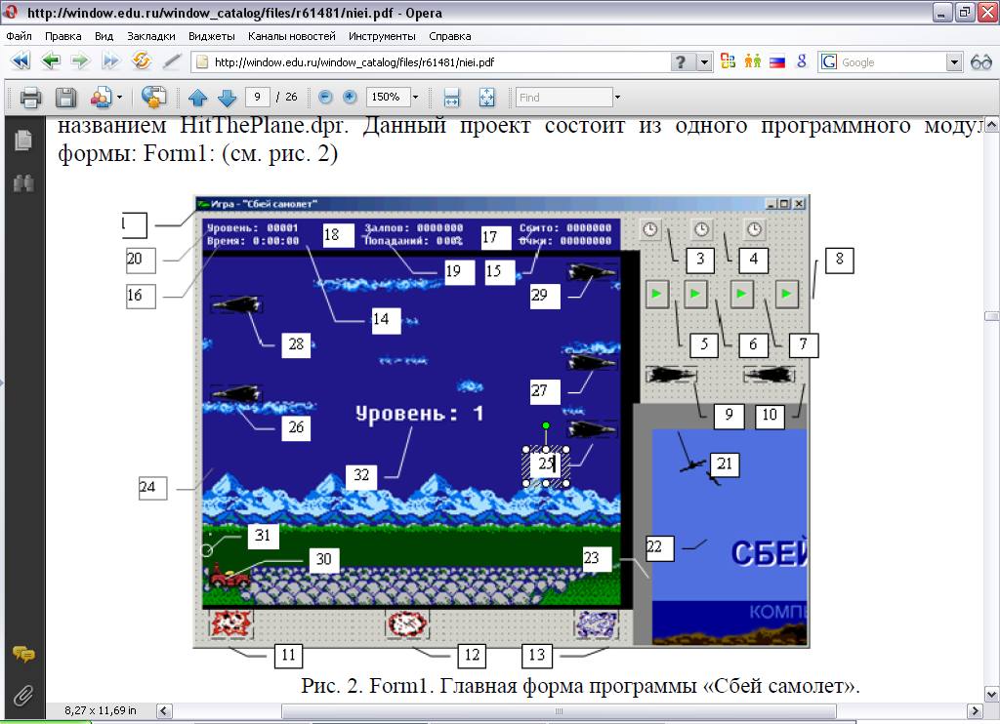 http://window.edu.ru/window_catalog/files/r61481/niei.pdf - Opera
Файл Правка Вид Закладки Виджеты Каналы новостей Инструменты Справка
http://window.edu.ru/window_catalog/files/r61481/niei.pdf ? Google
9 / 26 150% Find
названием HitThePlane.dpr. Данный проект состоит из одного программного модул
формы: Form1: (см. рис. 2)
Игра - "Сбей самолет"
1
Уровень: 00001 Залпов: 0000000 Сбито: 0000000
Время: 0:00:00 Попаданий: 000% Очки: 00000000
18 17
20 19 15 3 4 8
16 29
14
28 5 6 7
27
26 Уровень: 1 9 10
25 21
32
24
31 22
30 23 СБЕЙ
КОМПЬ
11 12 13
Рис. 2. Form1. Главная форма программы «Сбей самолет».
8,27 x 11,69 in